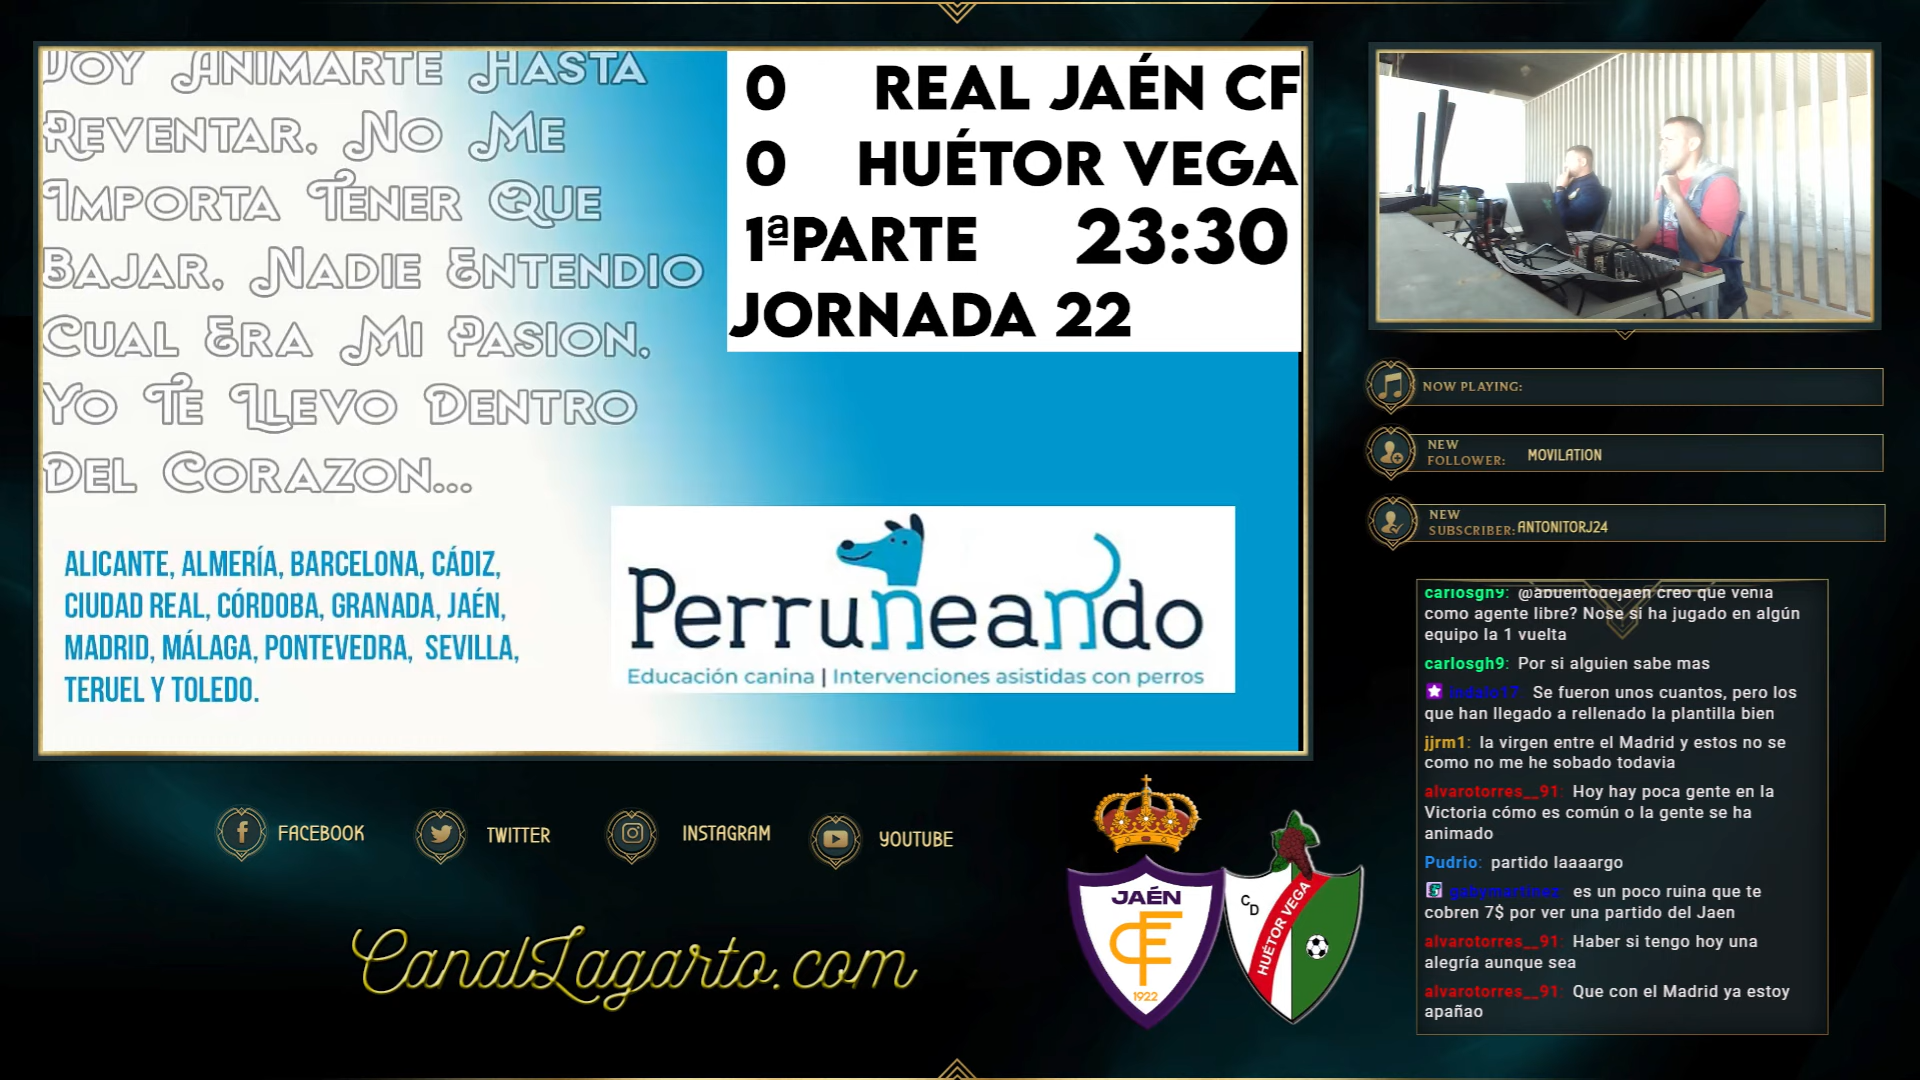 Voy Animarte Hasta
Reventar, No Me
Importa Tener Que
Bajar, Nadie Entendio
Cual Era Mi Pasion,
Yo Te Llevo Dentro
Del Corazon...
ALICANTE, ALMERÍA, BARCELONA, CÁDIZ,
CIUDAD REAL, CÓRDOBA, GRANADA, JAÉN,
MADRID, MÁLAGA, PONTEVEDRA, SEVILLA,
TERUEL Y TOLEDO.
0 REAL JAÉN CF
0 HUÉTOR VEGA
1ªPARTE 23:30
JORNADA 22
Perruneando
Educación canina | Intervenciones asistidas con perros
NOW PLAYING:
NEW
FOLLOWER: MOVILATION
NEW
SUBSCRIBER: ANTONITORJ24
carlosgh9: @abuelitodejaen creo que venia
como agente libre? Nose si ha jugado en algún
equipo la 1 vuelta
carlosgh9: Por si alguien sabe mas
Se fueron unos cuantos, pero los
que han llegado a rellenado la plantilla bien
jjrm1: la virgen entre el Madrid y estos no se
como no me he sobado todavia
alvarotorres__91: Hoy hay poca gente en la
Victoria cómo es común o la gente se ha
animado
Pudrio: partido laaaargo
gabymartinez: es un poco ruina que te
cobren 7$ por ver una partido del Jaen
alvarotorres__91: Haber si tengo hoy una
alegría aunque sea
alvarotorres__91: Que con el Madrid ya estoy
apañao
FACEBOOK
TWITTER
INSTAGRAM
YOUTUBE
CanalLagarto.com
JAÉN
CF
1922
CD
HUÉTOR VEGA